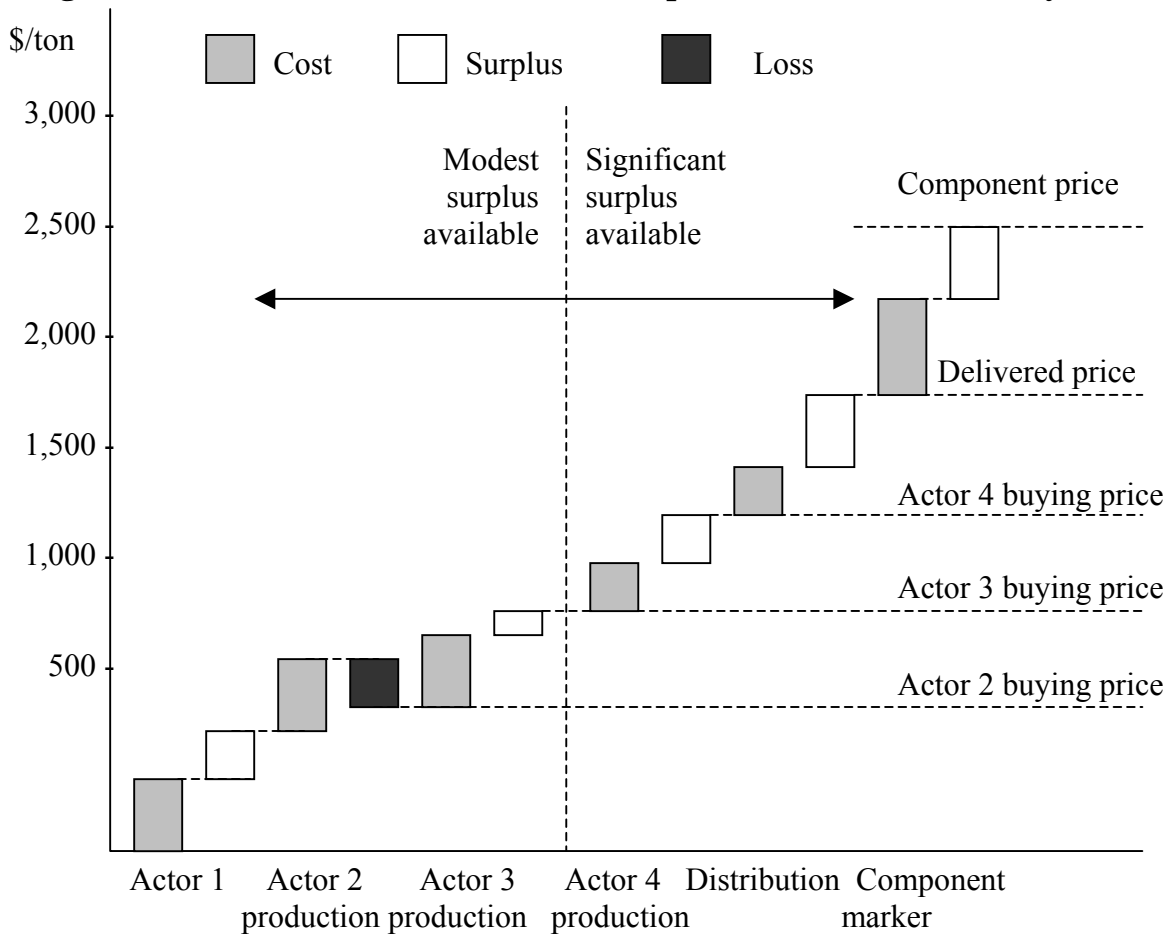 $/ton
Cost
Surplus
Loss
3,000
2,500
2,000
1,500
1,000
500
Modest
surplus
available
Significant
surplus
available
Component price
Delivered price
Actor 4 buying price
Actor 3 buying price
Actor 2 buying price
Actor 1
Actor 2
production
Actor 3
production
Actor 4
production
Distribution
Component
marker